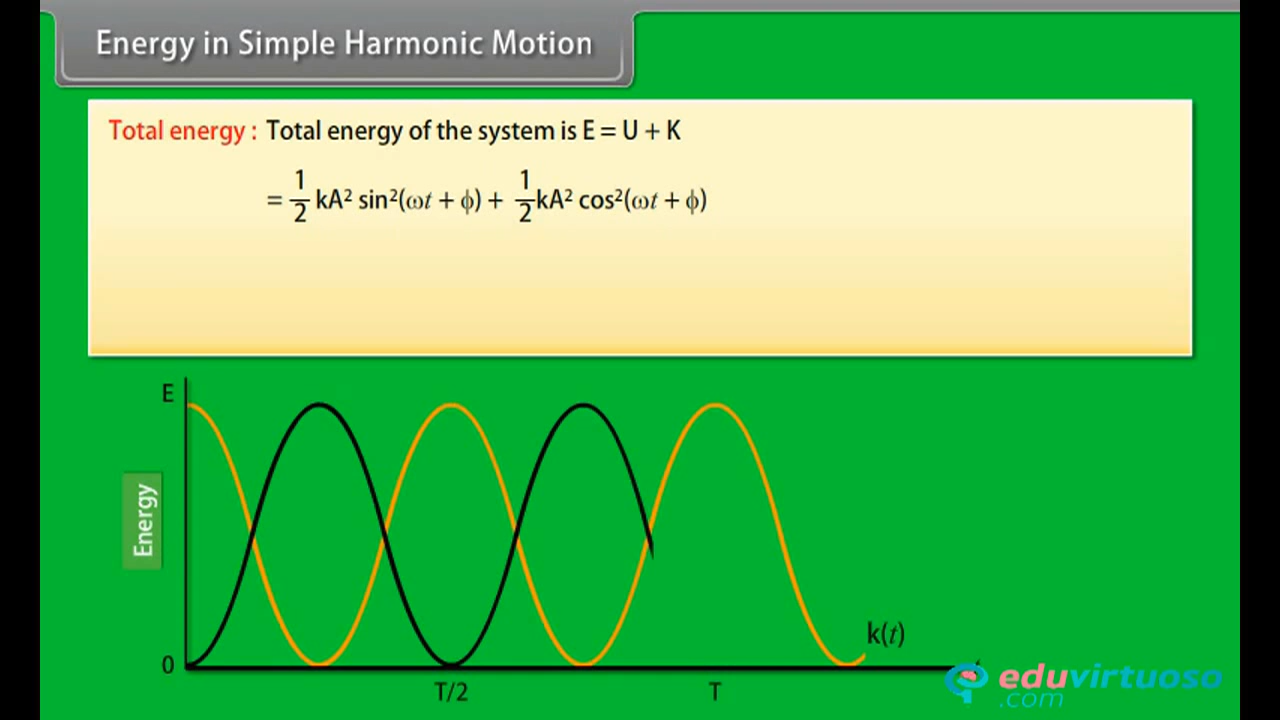 Energy in Simple Harmonic Motion
Total energy : Total energy of the system is E = U + K
= 1/2 kA² sin²(ωt + ϕ) + 1/2 kA² cos²(ωt + ϕ)
E
Energy
k(t)
0
T/2
T
eduvirtuoso
.com